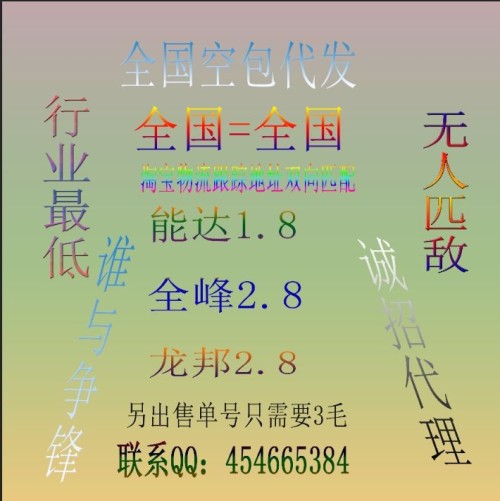 全国空包代发
全国=全国
淘宝物流跟踪地址双向匹配
行业最低
无人匹敌
能达1.8
谁与争锋
诚招代理
全峰2.8
龙邦2.8
另出售单号只需要3毛
联系QQ：454665384